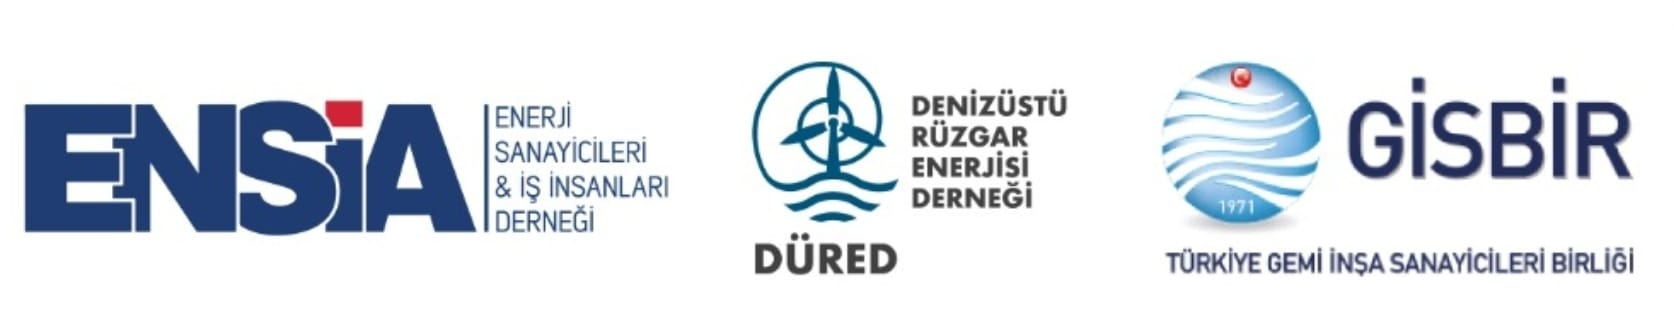 ENSiA
ENERJİ
SANAYİCİLERİ
& İŞ İNSANLARI
DERNEĞİ
DENİZÜSTÜ
RÜZGAR
ENERJİSİ
DERNEĞİ
DÜRED
1971
GİSBİR
TÜRKİYE GEMİ İNŞA SANAYİCİLERİ BİRLİĞİ